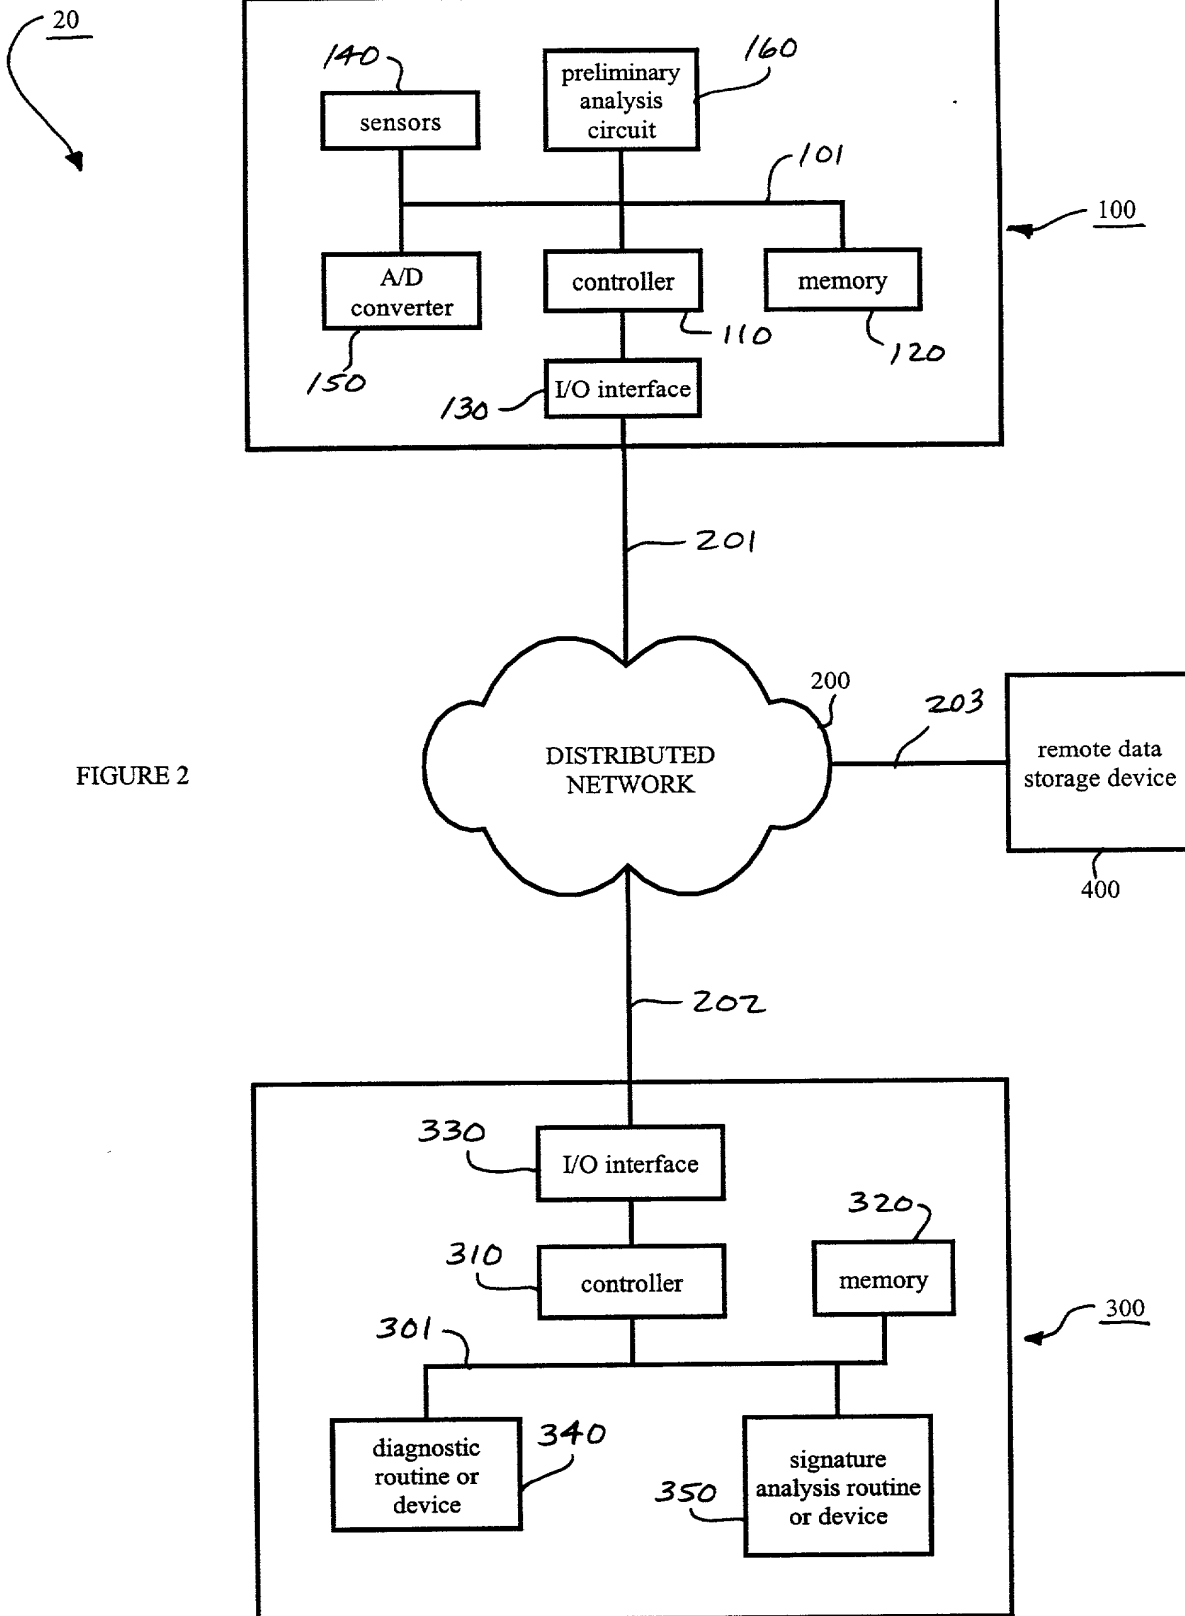 20
140
160
preliminary
analysis
circuit
sensors
101
100
A/D
converter
controller
memory
110
120
150
130
I/O interface
201
200
203
DISTRIBUTED
NETWORK
remote data
storage device
FIGURE 2
400
202
330
I/O interface
320
310
controller
memory
300
301
diagnostic
routine or
device
340
signature
analysis routine
or device
350